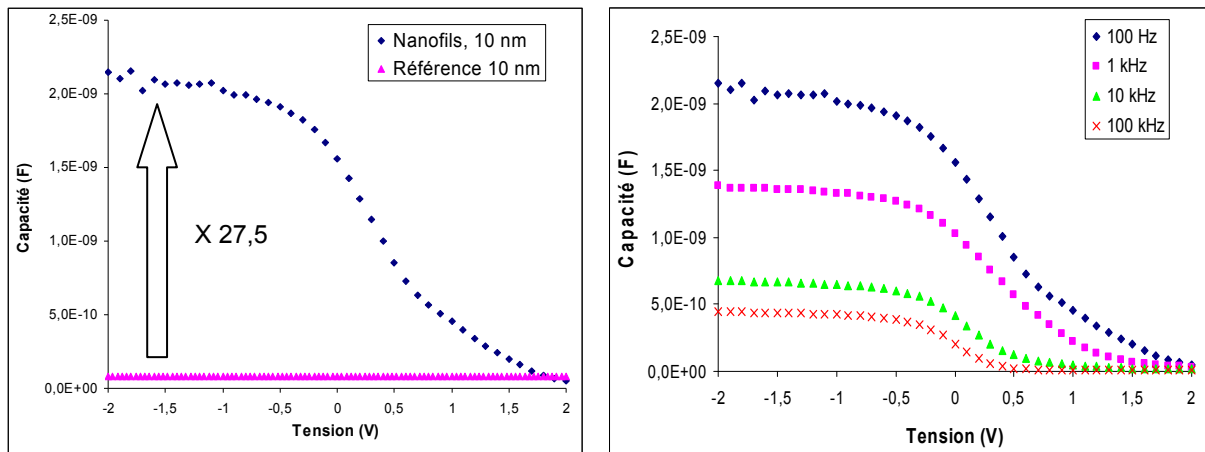 2,5E-09
2,0E-09
1,5E-09
1,0E-09
5,0E-10
0,0E+00
Capacité (F)
Nanofils, 10 nm
Référence 10 nm
X 27,5
-2 -1,5 -1 -0,5 0 0,5 1 1,5 2
Tension (V)
2,5E-09
2,0E-09
1,5E-09
1,0E-09
5,0E-10
0,0E+00
Capacité (F)
100 Hz
1 kHz
10 kHz
100 kHz
-2 -1,5 -1 -0,5 0 0,5 1 1,5 2
Tension (V)